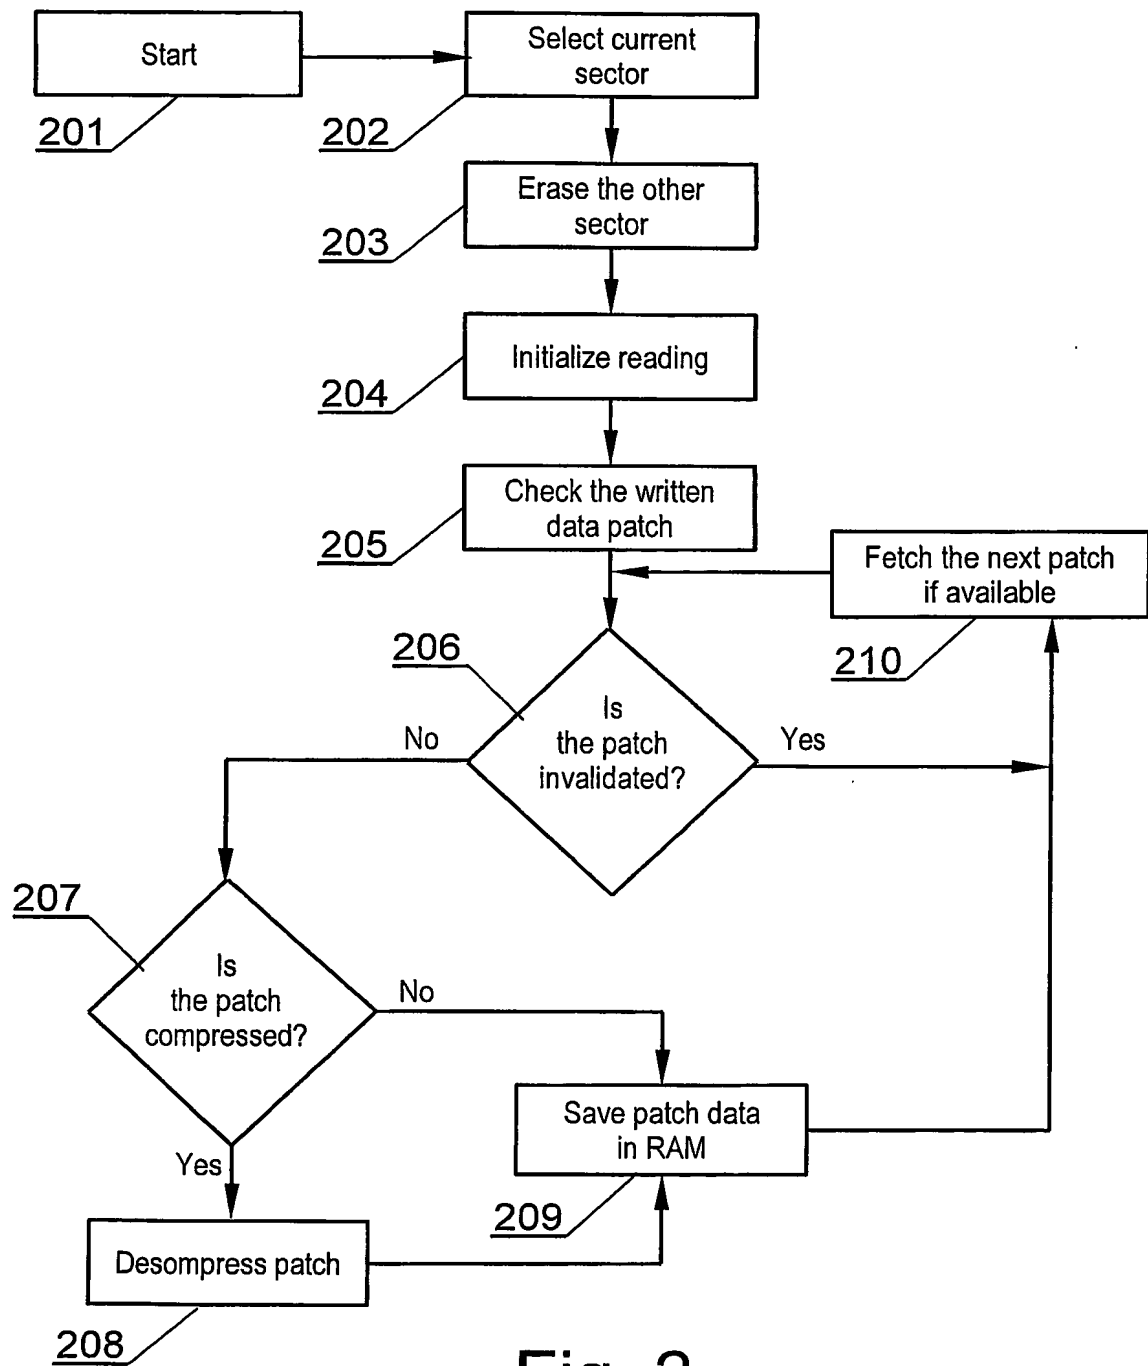 Start
201
Select current
sector
202
Erase the other
sector
203
Initialize reading
204
Check the written
data patch
205
Fetch the next patch
if available
210
206
Is
the patch
invalidated?
No
Yes
207
Is
the patch
compressed?
No
Yes
Save patch data
in RAM
209
Desompress patch
208